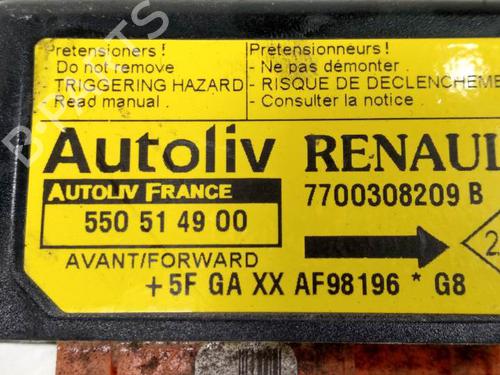 Pretensioners !
- Do not remove
- TRIGGERING HAZARD
- Read manual
Prétensionneurs !
- Ne pas démonter
- RISQUE DE DECLENCHEME
- Consulter la notice
Autoliv RENAUL
AUTOLIV FRANCE
7700308209 B
550 51 49 00
AVANT/FORWARD
+5F GA XX AF98196 * G8
B-PARTS